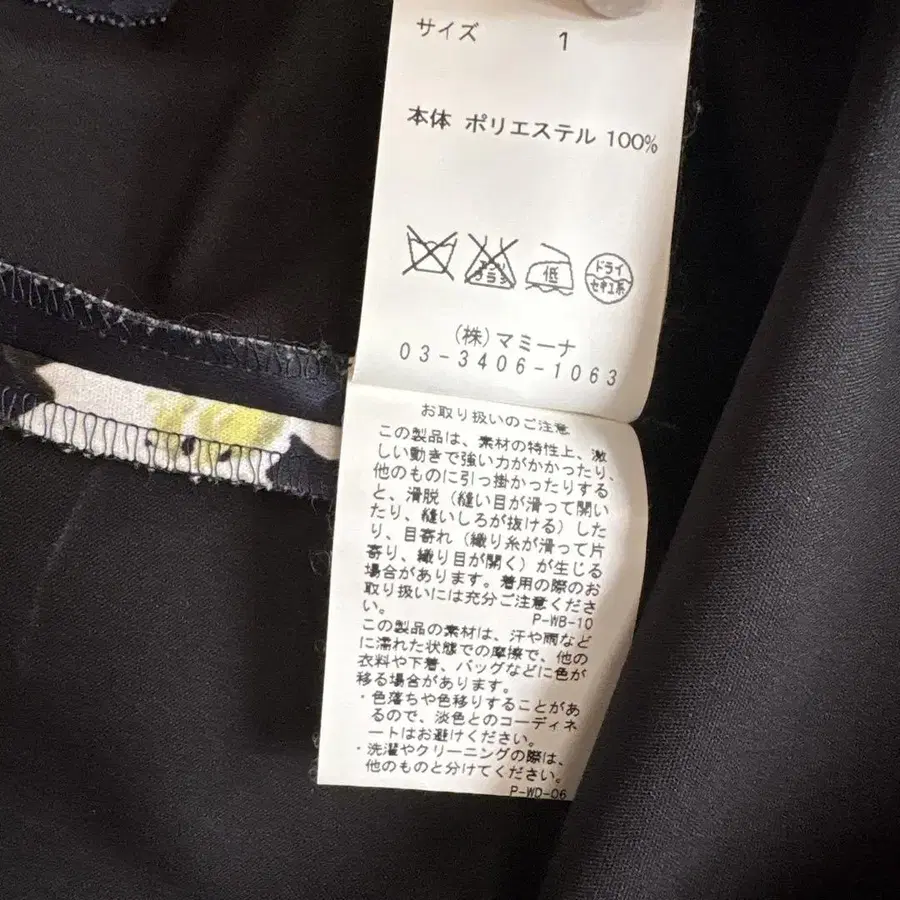 サイズ 1
本体 ポリエステル 100%
エンソ
ブラシ
低
ドライ
セキユ系
(株)マミーナ
03-3406-1063
お取り扱いのご注意
この製品は、素材の特性上、激
しい動きで強い力がかかったり、
他のものに引っ掛かったりする
と、滑脱(縫い目が滑って開い
たり、縫いしろが抜ける)した
り、目寄れ(織り糸が滑って片
寄り、織り目が開く)が生じる
場合があります。着用の際のお
取り扱いには充分ご注意くださ
い。
P-WB-10
この製品の素材は、汗や雨など
に濡れた状態での摩擦で、他の
衣料や下着、バッグなどに色が
移る場合があります。
・色落ちや色移りすることがあ
るので、淡色とのコーディネ
ートはお避けください。
・洗濯やクリーニングの際は、
他のものと分けてください。
P-WD-06